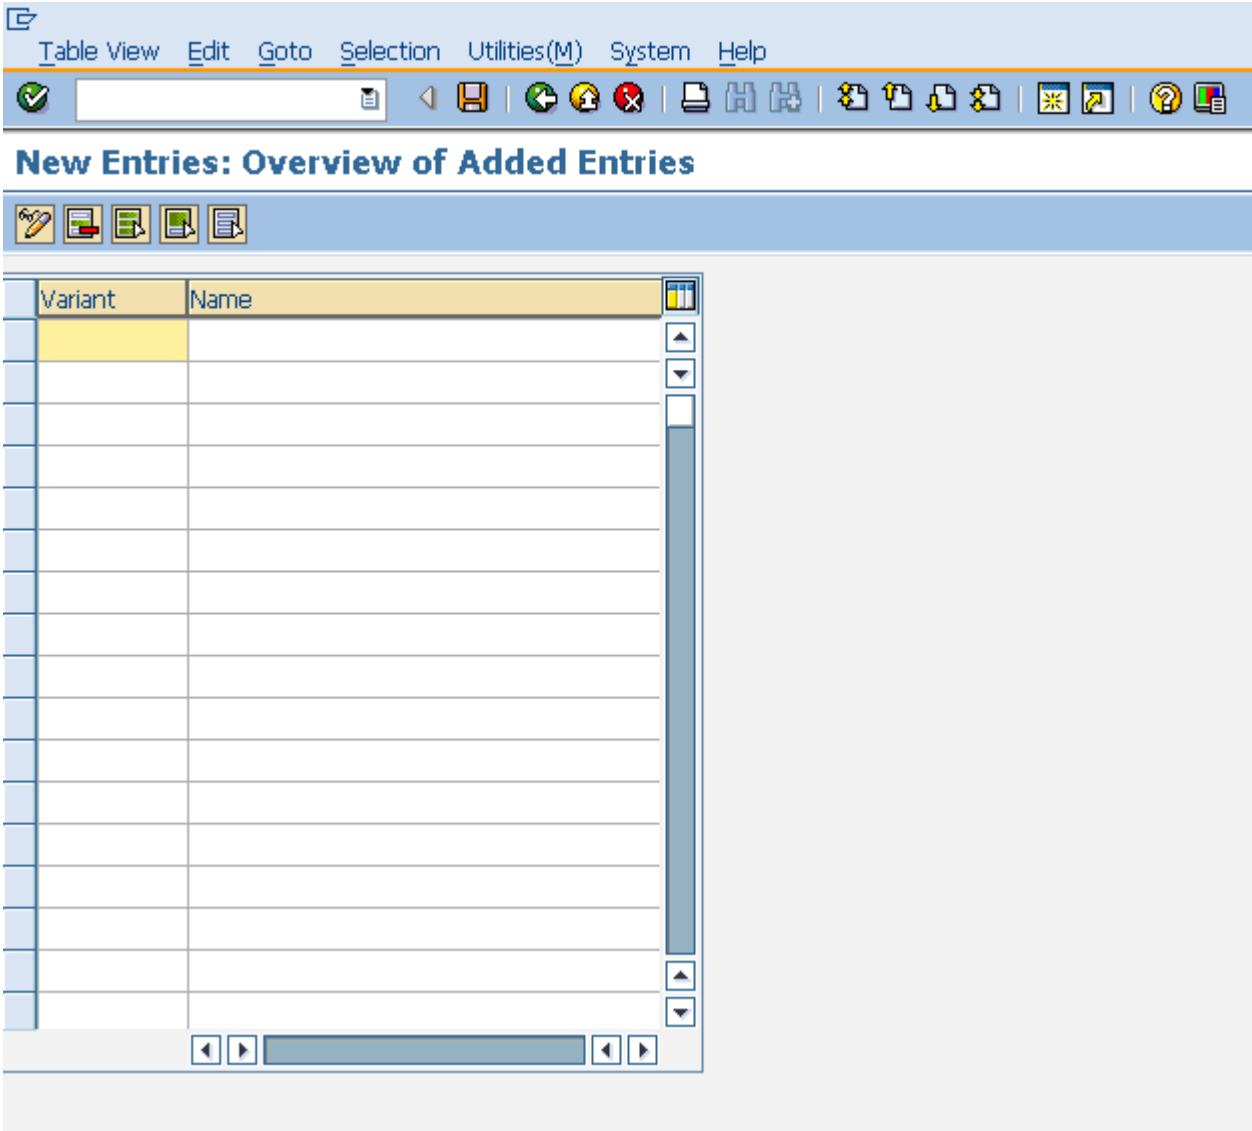 Table View Edit Goto Selection Utilities(M) System Help
New Entries: Overview of Added Entries
Variant Name